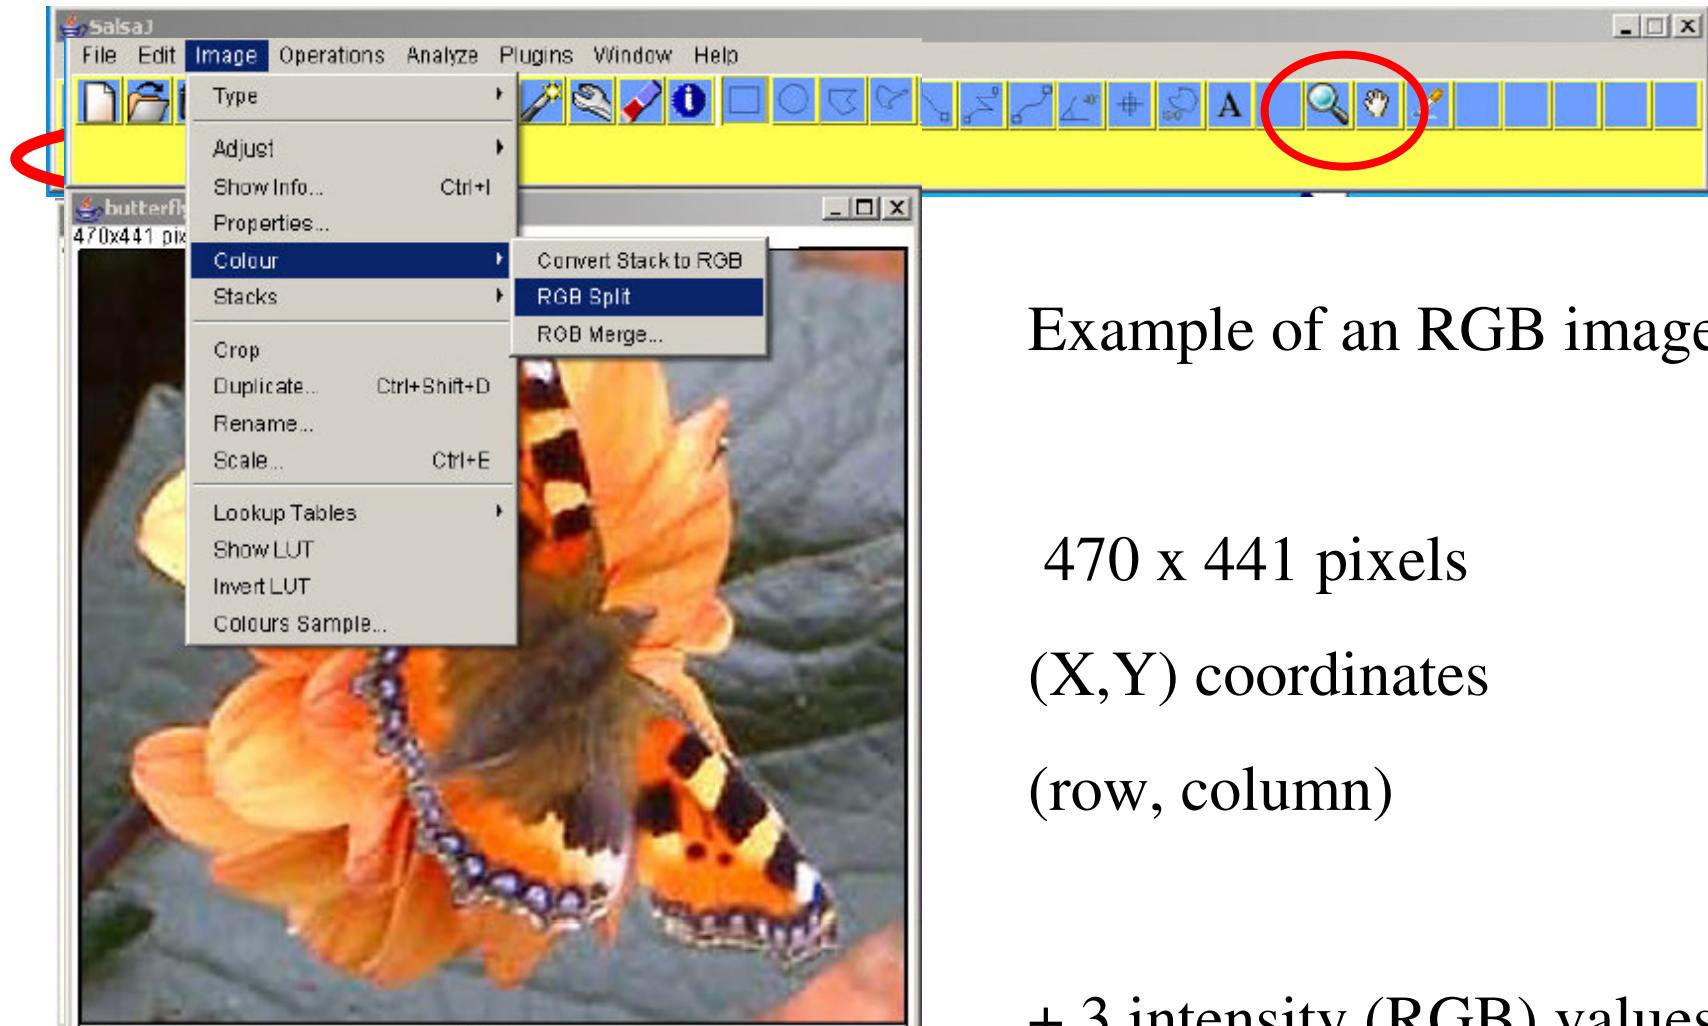 SalsaJ
File Edit Image Operations Analyze Plugins Window Help
A
Type
Adjust
Show Info... Ctrl+I
Properties...
Colour
Stacks
Crop
Duplicate... Ctrl+Shift+D
Rename...
Scale... Ctrl+E
Lookup Tables
Show LUT
Invert LUT
Colours Sample...
butterfly
470x441 pix
Convert Stack to RGB
RGB Split
RGB Merge...
Example of an RGB image
470 x 441 pixels
(X,Y) coordinates
(row, column)
+ 3 intensity (RGB) values